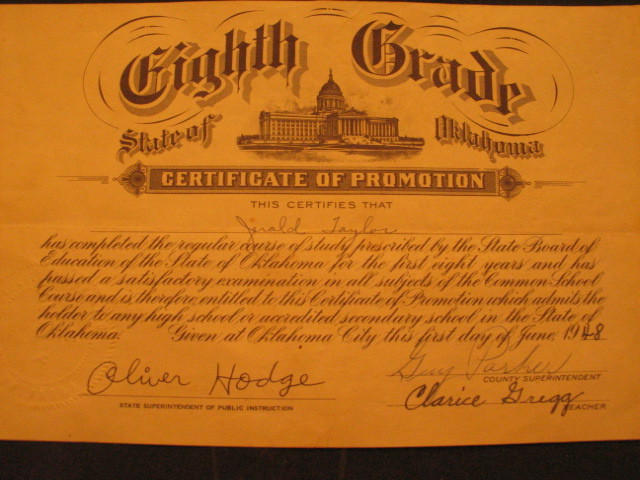 Eighth Grade
State of Oklahoma
CERTIFICATE OF PROMOTION
THIS CERTIFIES THAT
Jerald Taylor
has completed the regular course of study prescribed by the State Board of
Education of the State of Oklahoma for the first eight years and has
passed a satisfactory examination in all subjects of the Common School
Course and is therefore entitled to this Certificate of Promotion which admits the
holder to any high school or accredited secondary school in the State of
Oklahoma. Given at Oklahoma City this first day of June, 1948
Guy Parker
COUNTY SUPERINTENDENT
Oliver Hodge
STATE SUPERINTENDENT OF PUBLIC INSTRUCTION
Clarice Gregg
TEACHER